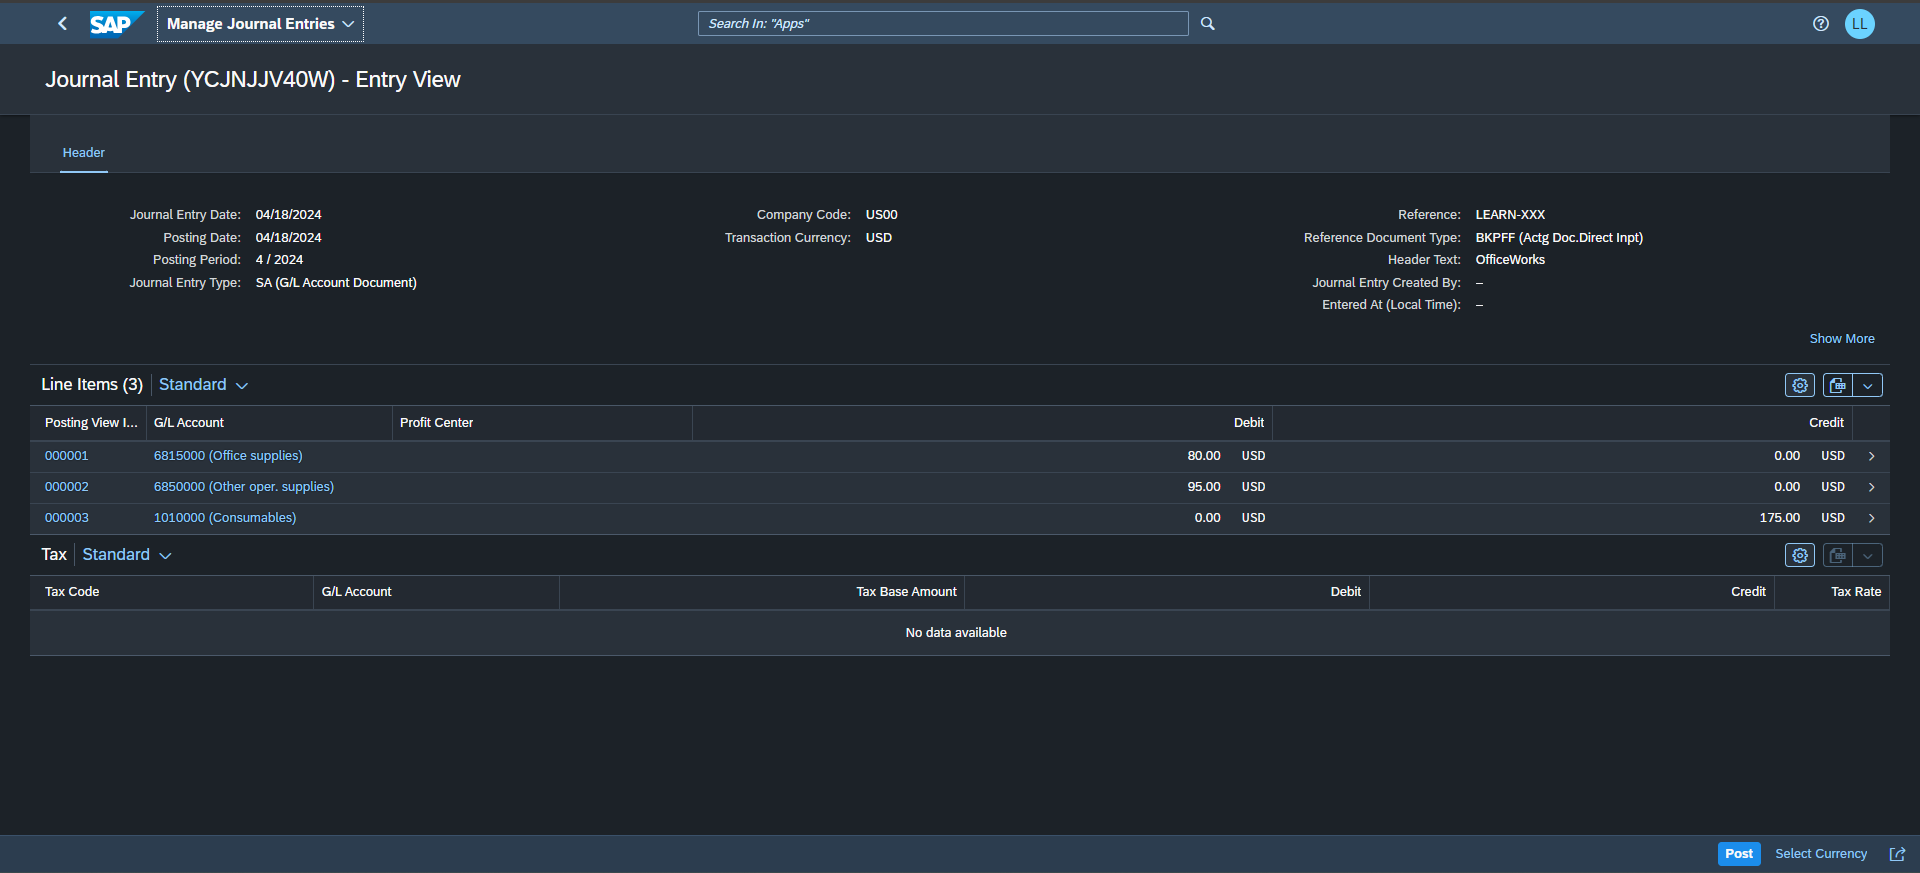 SAP Manage Journal Entries Search In: "Apps" LL
Journal Entry (YCJNJJV40W) - Entry View
Header
Journal Entry Date: 04/18/2024 Company Code: US00 Reference: LEARN-XXX
Posting Date: 04/18/2024 Transaction Currency: USD Reference Document Type: BKPFF (Actg Doc.Direct Inpt)
Posting Period: 4 / 2024 Header Text: OfficeWorks
Journal Entry Type: SA (G/L Account Document) Journal Entry Created By: –
Entered At (Local Time): –
Show More
Line Items (3) Standard
Posting View I... G/L Account Profit Center Debit Credit
000001 6815000 (Office supplies) 80.00 USD 0.00 USD
000002 6850000 (Other oper. supplies) 95.00 USD 0.00 USD
000003 1010000 (Consumables) 0.00 USD 175.00 USD
Tax Standard
Tax Code G/L Account Tax Base Amount Debit Credit Tax Rate
No data available
Post Select Currency